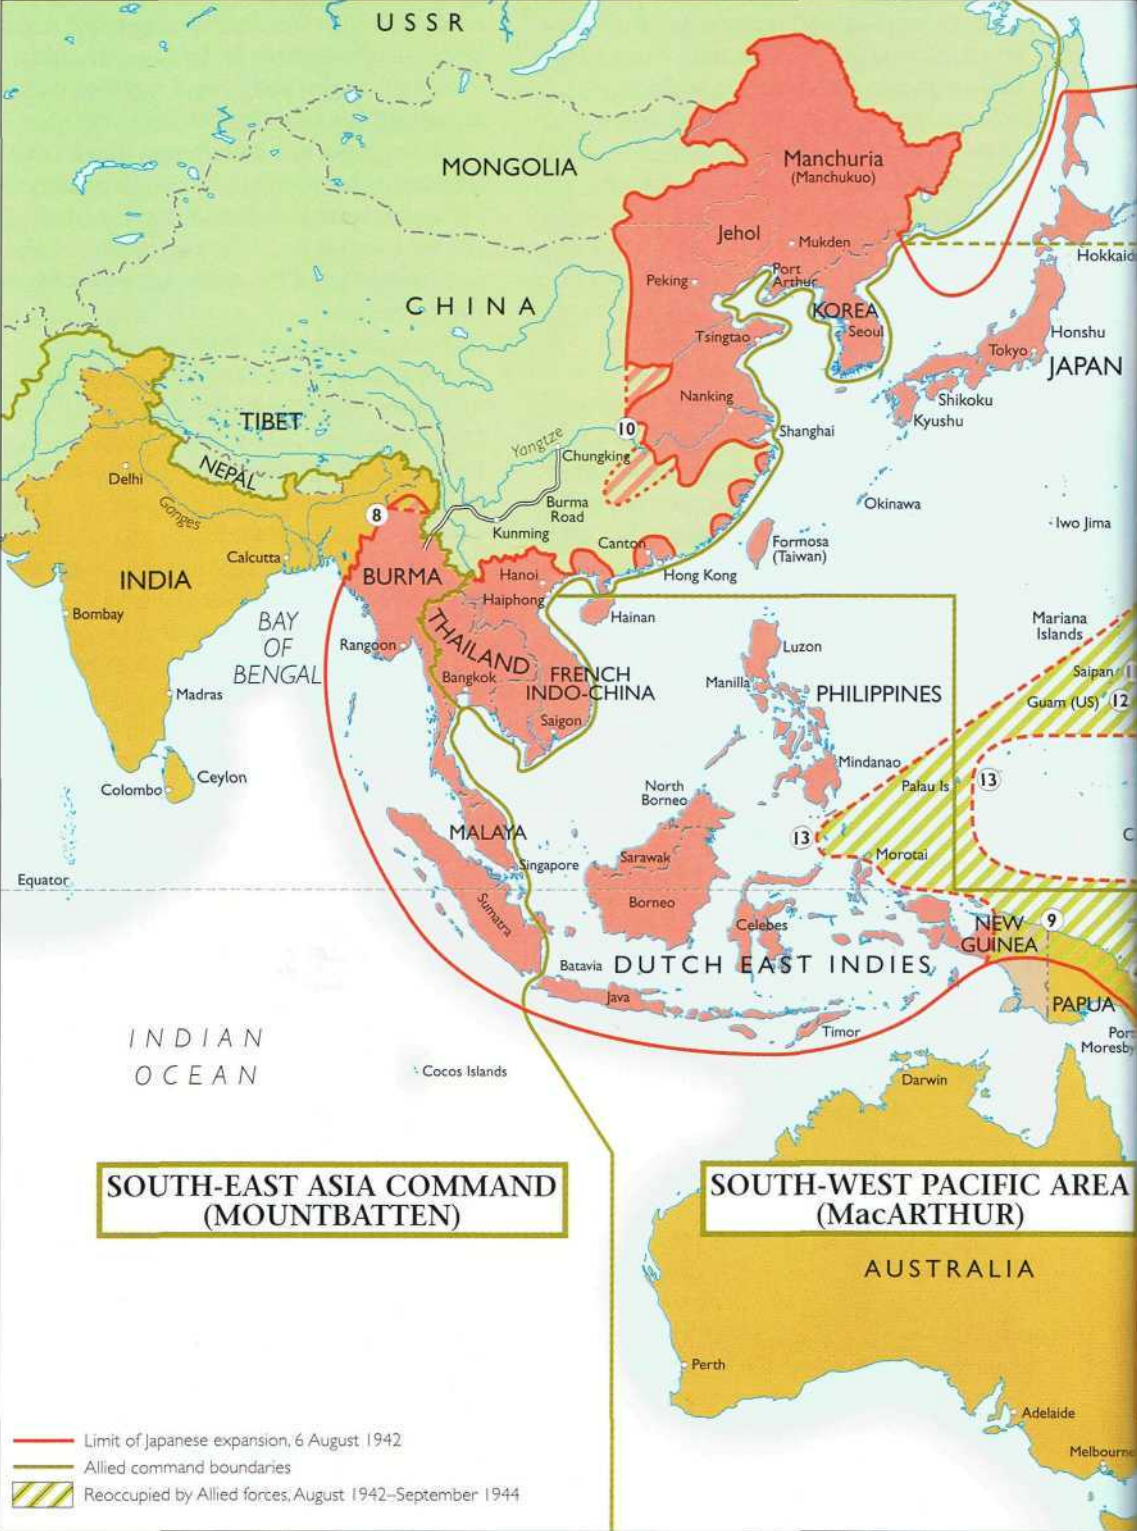 USSR
MONGOLIA
Manchuria
(Manchukuo)
Jehol
Mukden
Hokkaid
Peking
Port
Arthur
CHINA
KOREA
Seoul
Tsingtao
Honshu
Tokyo
JAPAN
Nanking
Shikoku
Kyushu
TIBET
10
Shanghai
Yangtze
Chungking
NEPAL
Delhi
Ganges
Okinawa
Burma
Road
8
Iwo Jima
Kunming
Canton
Formosa
(Taiwan)
Calcutta
INDIA
BURMA
Hanoi
Hong Kong
Haiphong
Bombay
Hainan
BAY
OF
BENGAL
Mariana
Islands
THAILAND
Rangoon
Luzon
Bangkok
FRENCH
INDO-CHINA
Saipan
1
Manilla
PHILIPPINES
Guam (US)
12
Madras
Saigon
Mindanao
Ceylon
Colombo
North
Borneo
Palau Is
13
MALAYA
13
C
Morotai
Singapore
Sarawak
Equator
Sumatra
Borneo
Celebes
NEW
GUINEA
9
Batavia
DUTCH EAST INDIES
Java
PAPUA
Timor
Port
Moresby
INDIAN
OCEAN
Cocos Islands
Darwin
SOUTH-EAST ASIA COMMAND
(MOUNTBATTEN)
SOUTH-WEST PACIFIC AREA
(MacARTHUR)
AUSTRALIA
Perth
Adelaide
Melbourne
Limit of Japanese expansion, 6 August 1942
Allied command boundaries
Reoccupied by Allied forces, August 1942–September 1944